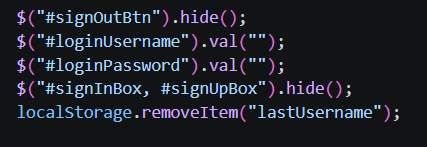 $("#signOutBtn").hide();
$("#loginUsername").val("");
$("#loginPassword").val("");
$("#signInBox, #signUpBox").hide();
localStorage.removeItem("lastUsername");